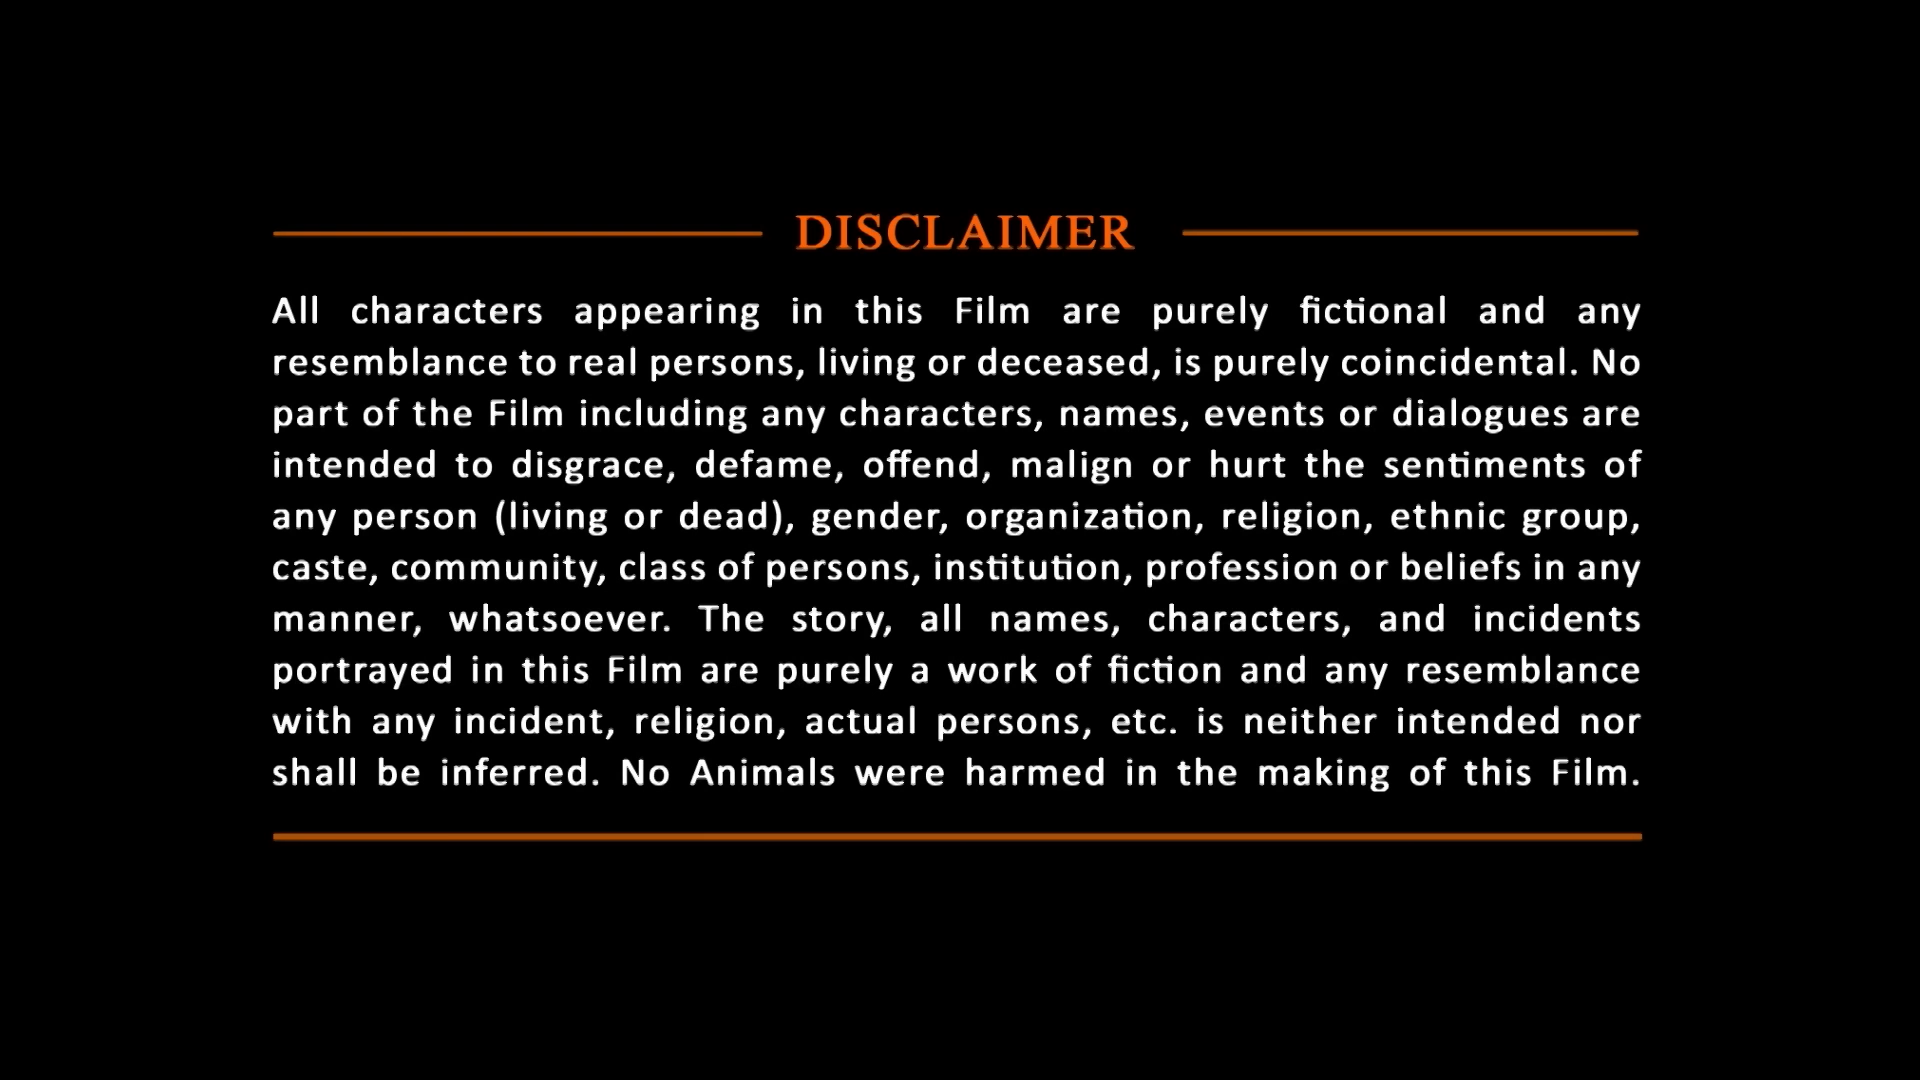 DISCLAIMER
All characters appearing in this Film are purely fictional and any
resemblance to real persons, living or deceased, is purely coincidental. No
part of the Film including any characters, names, events or dialogues are
intended to disgrace, defame, offend, malign or hurt the sentiments of
any person (living or dead), gender, organization, religion, ethnic group,
caste, community, class of persons, institution, profession or beliefs in any
manner, whatsoever. The story, all names, characters, and incidents
portrayed in this Film are purely a work of fiction and any resemblance
with any incident, religion, actual persons, etc. is neither intended nor
shall be inferred. No Animals were harmed in the making of this Film.